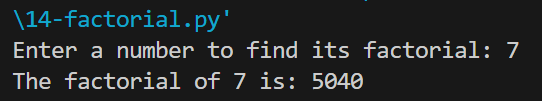 \14-factorial.py'
Enter a number to find its factorial: 7
The factorial of 7 is: 5040